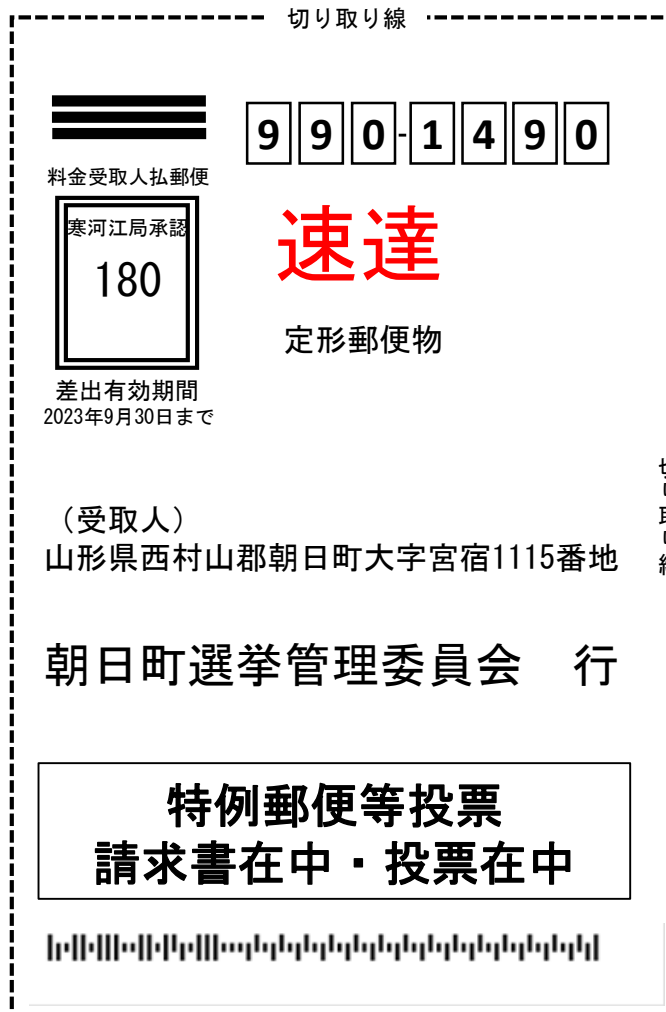 切り取り線
990-1490
料金受取人払郵便
寒河江局承認
180
速達
定形郵便物
差出有効期間
2023年9月30日まで
切り取り線
（受取人）
山形県西村山郡朝日町大字宮宿1115番地
朝日町選挙管理委員会　行
特例郵便等投票
請求書在中・投票在中